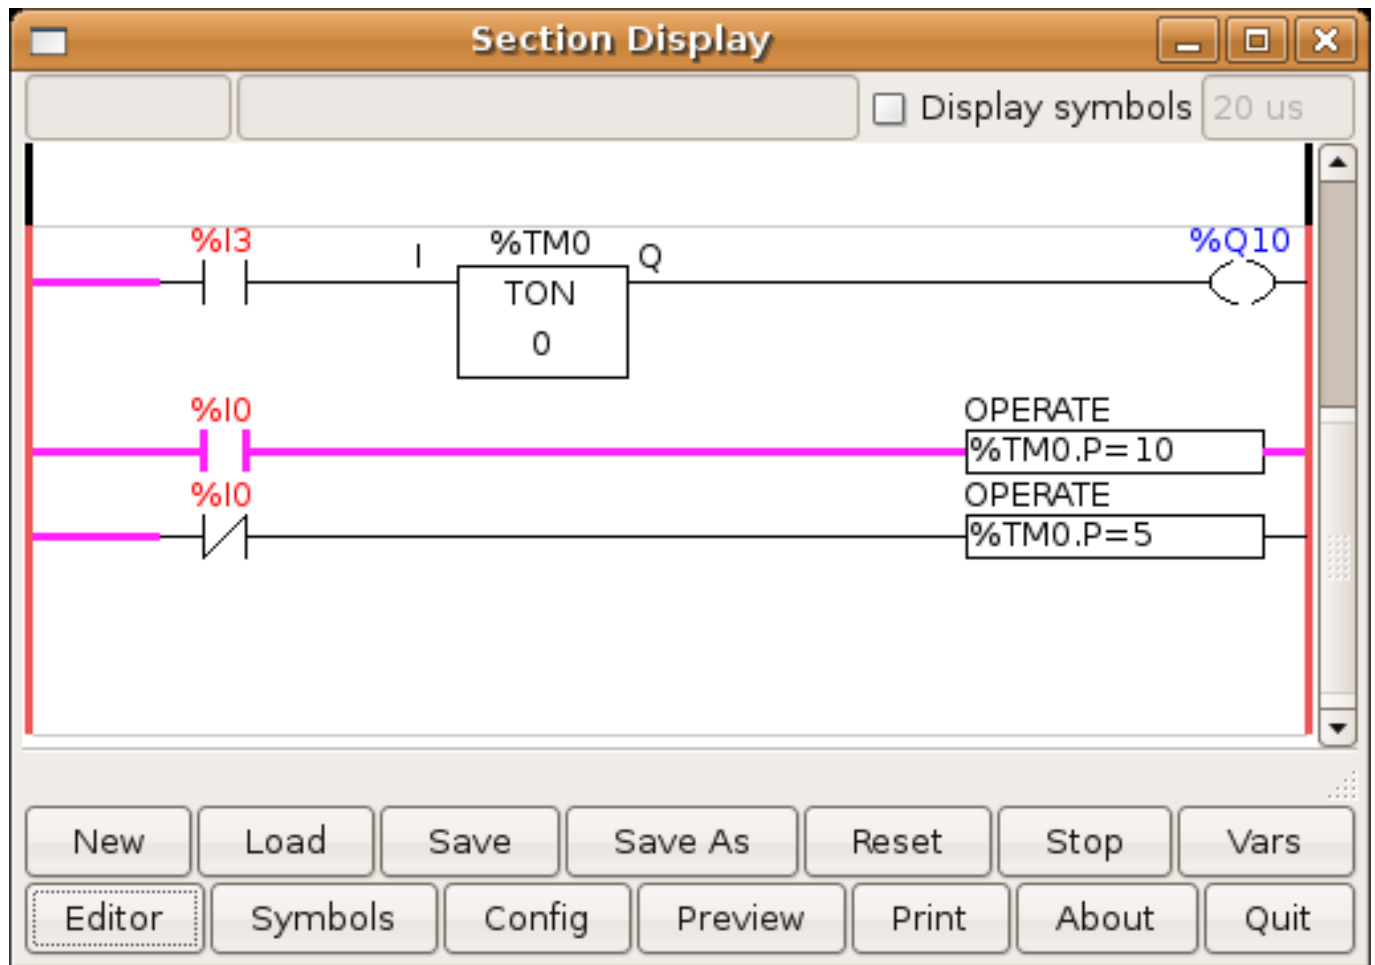 Section Display
Display symbols 20 us
%I3 I %TM0 Q %Q10
TON
0
%I0 OPERATE
%TM0.P=10
%I0 OPERATE
%TM0.P=5
New Load Save Save As Reset Stop Vars
Editor Symbols Config Preview Print About Quit